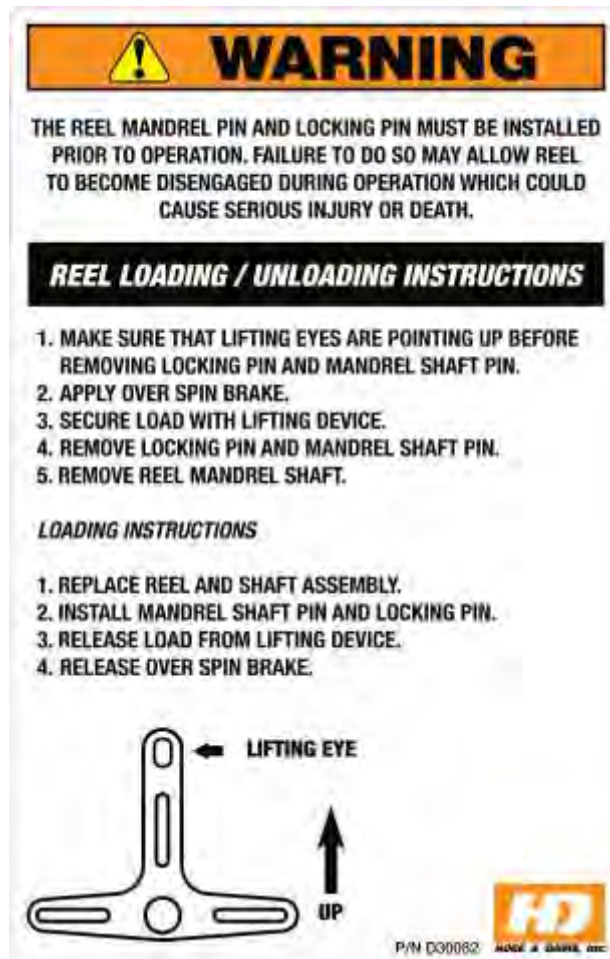 WARNING
THE REEL MANDREL PIN AND LOCKING PIN MUST BE INSTALLED
PRIOR TO OPERATION. FAILURE TO DO SO MAY ALLOW REEL
TO BECOME DISENGAGED DURING OPERATION WHICH COULD
CAUSE SERIOUS INJURY OR DEATH.
REEL LOADING / UNLOADING INSTRUCTIONS
1. MAKE SURE THAT LIFTING EYES ARE POINTING UP BEFORE
REMOVING LOCKING PIN AND MANDREL SHAFT PIN.
2. APPLY OVER SPIN BRAKE.
3. SECURE LOAD WITH LIFTING DEVICE.
4. REMOVE LOCKING PIN AND MANDREL SHAFT PIN.
5. REMOVE REEL MANDREL SHAFT.
LOADING INSTRUCTIONS
1. REPLACE REEL AND SHAFT ASSEMBLY.
2. INSTALL MANDREL SHAFT PIN AND LOCKING PIN.
3. RELEASE LOAD FROM LIFTING DEVICE.
4. RELEASE OVER SPIN BRAKE.
LIFTING EYE
UP
P/N D30062
HD